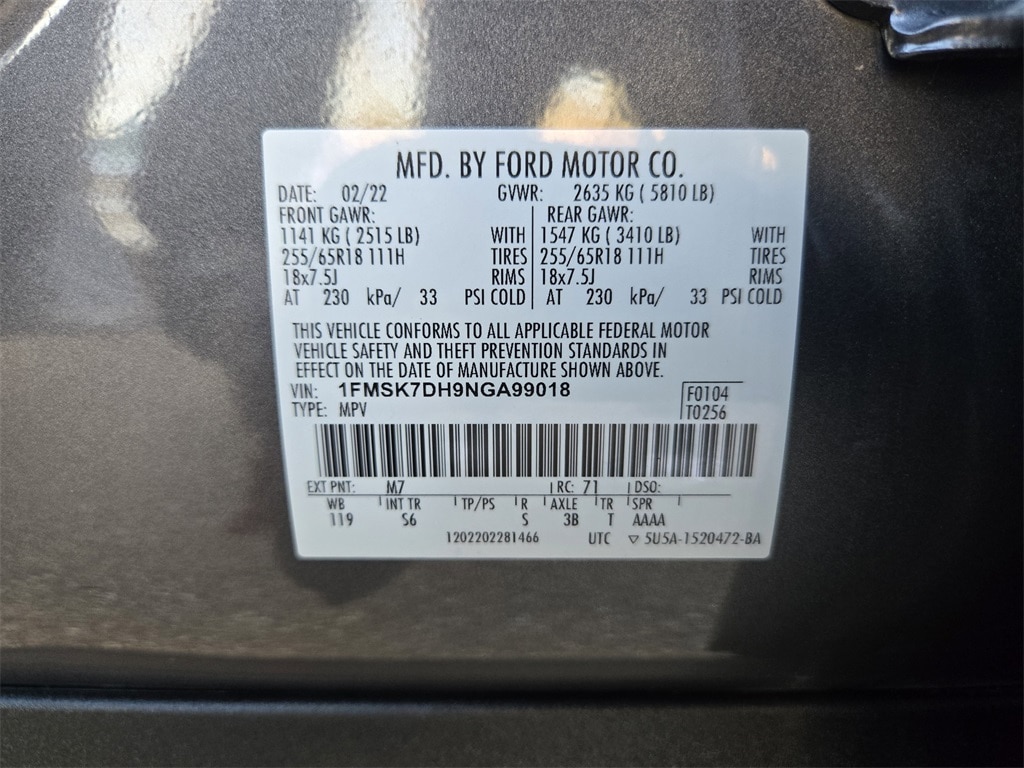 MFD. BY FORD MOTOR CO.
DATE: 02/22 GVWR: 2635 KG ( 5810 LB)
FRONT GAWR: REAR GAWR:
1141 KG ( 2515 LB) WITH 1547 KG ( 3410 LB) WITH
255/65R18 111H TIRES 255/65R18 111H TIRES
18x7.5J RIMS 18x7.5J RIMS
AT 230 kPa/ 33 PSI COLD AT 230 kPa/ 33 PSI COLD
THIS VEHICLE CONFORMS TO ALL APPLICABLE FEDERAL MOTOR
VEHICLE SAFETY AND THEFT PREVENTION STANDARDS IN
EFFECT ON THE DATE OF MANUFACTURE SHOWN ABOVE.
VIN: 1FMSK7DH9NGA99018 F0104
TYPE: MPV T0256
EXT PNT: M7 RC: 71 DSO:
WB INT TR TP/PS R AXLE TR SPR
119 S6 S 3B T AAAA
1202202281466 UTC ▽ 5U5A-1520472-BA